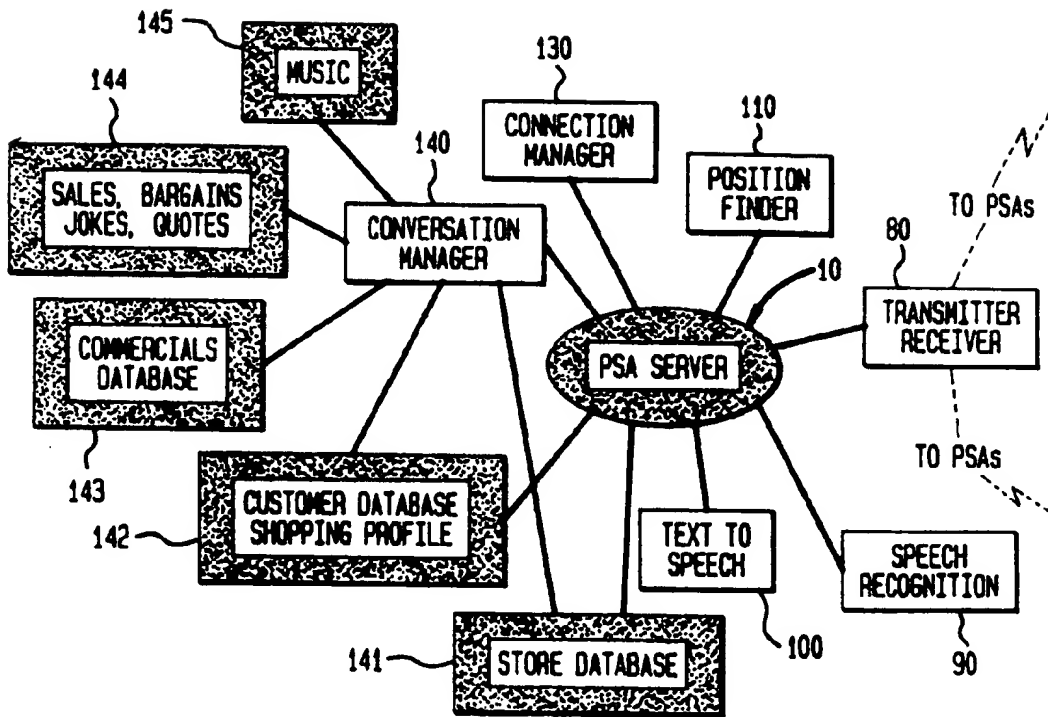 145
MUSIC
144
SALES, BARGAINS
JOKES, QUOTES
130
CONNECTION
MANAGER
110
POSITION
FINDER
140
CONVERSATION
MANAGER
TO PSAs
80
TRANSMITTER
RECEIVER
10
PSA SERVER
COMMERCIALS
DATABASE
143
TO PSAs
CUSTOMER DATABASE
SHOPPING PROFILE
142
TEXT TO
SPEECH
100
SPEECH
RECOGNITION
90
STORE DATABASE
141